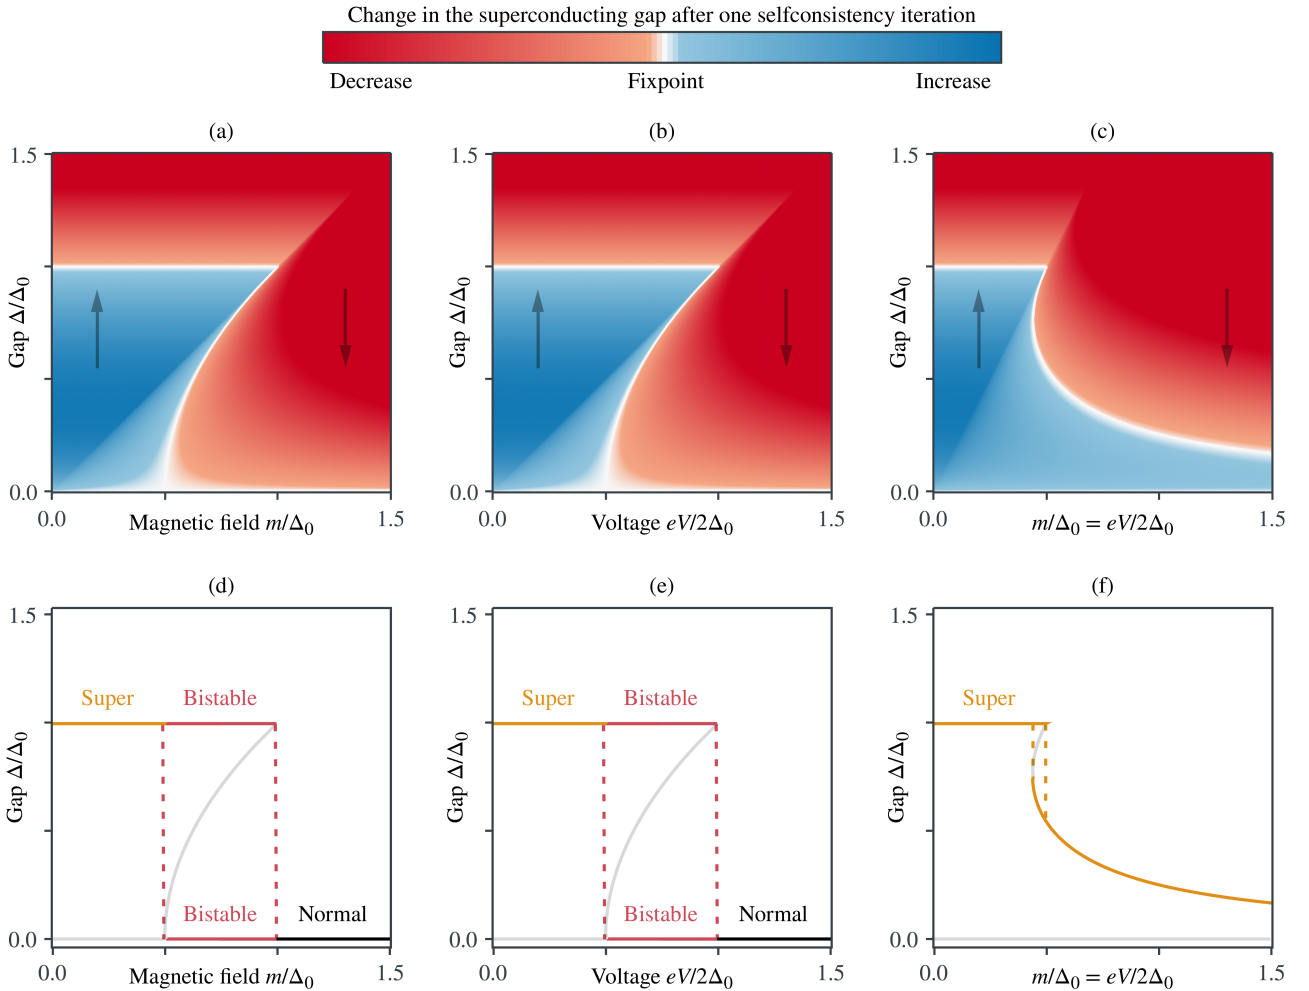 Change in the superconducting gap after one selfconsistency iteration
Decrease Fixpoint Increase
(a) (b) (c)
1.5 1.5 1.5
Gap Δ/Δ₀ Gap Δ/Δ₀ Gap Δ/Δ₀
0.0 0.0 0.0
0.0 Magnetic field m/Δ₀ 1.5 0.0 Voltage eV/2Δ₀ 1.5 0.0 m/Δ₀ = eV/2Δ₀ 1.5
(d) (e) (f)
1.5 1.5 1.5
Super Bistable Super Bistable Super
Gap Δ/Δ₀ Gap Δ/Δ₀ Gap Δ/Δ₀
Bistable Normal Bistable Normal
0.0 0.0 0.0
0.0 Magnetic field m/Δ₀ 1.5 0.0 Voltage eV/2Δ₀ 1.5 0.0 m/Δ₀ = eV/2Δ₀ 1.5